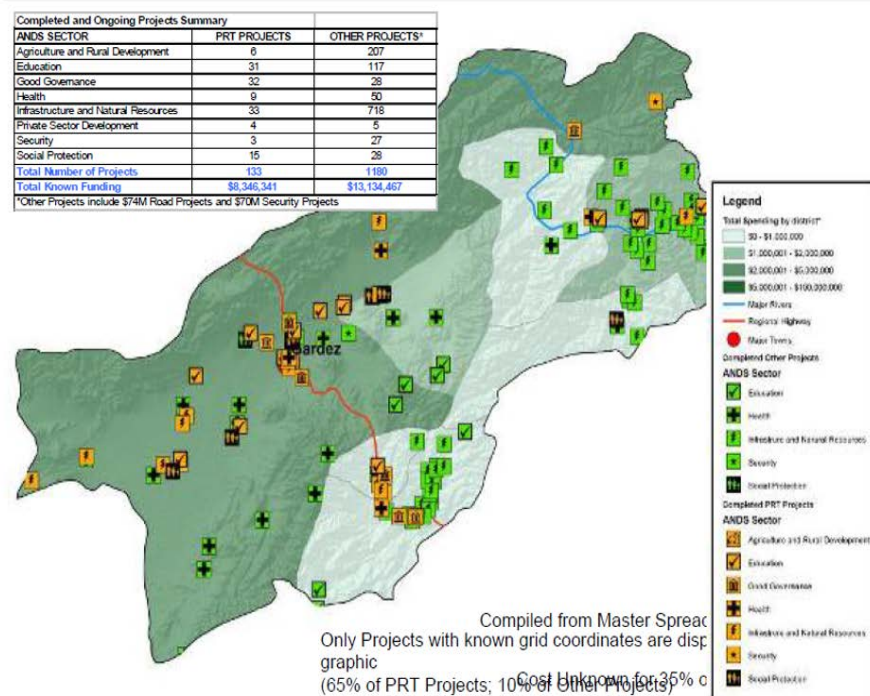 Completed and Ongoing Projects Summary
ANDS SECTOR PRT PROJECTS OTHER PROJECTS*
Agriculture and Rural Development 6 207
Education 31 117
Good Governance 32 28
Health 9 50
Infrastructure and Natural Resources 33 718
Private Sector Development 4 5
Security 3 27
Social Protection 15 28
Total Number of Projects 133 1180
Total Known Funding $8,346,341 $13,134,467
*Other Projects include $74M Road Projects and $70M Security Projects
Gardez
Legend
Total Spending by district*
$0 - $1,000,000
$1,000,001 - $2,000,000
$2,000,001 - $5,000,000
$5,000,001 - $100,000,000
Major Rivers
Regional Highway
Major Towns
Completed Other Projects
ANDS Sector
Education
Health
Infrastrure and Natural Resources
Security
Social Protection
Completed PRT Projects
ANDS Sector
Agriculture and Rural Development
Education
Good Governance
Health
Infrastrure and Natural Resources
Security
Social Protection
Compiled from Master Spreac
Only Projects with known grid coordinates are disp
graphic
(65% of PRT Projects; 10% of Other Projects)
Cost Unknown for 35% o